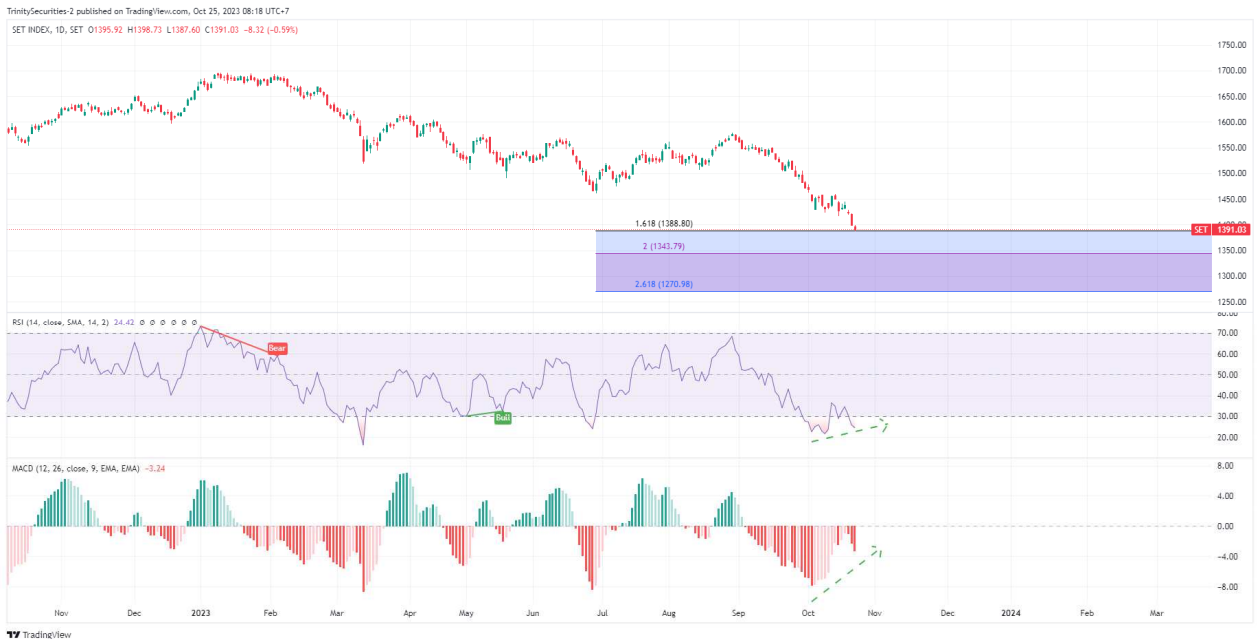 TrinitySecurities-2 published on TradingView.com, Oct 25, 2023 08:18 UTC+7
SET INDEX, 1D, SET O1395.92 H1398.73 L1387.60 C1391.03 -8.32 (-0.59%)
1750.00
1700.00
1650.00
1600.00
1550.00
1500.00
1450.00
1400.00
1.618 (1388.80)
SET 1391.03
2 (1343.79)
1350.00
1300.00
2.618 (1270.98)
1250.00
RSI (14, close, SMA, 14, 2) 24.42 ∅ ∅ ∅ ∅ ∅ ∅
80.00
70.00
Bear
60.00
50.00
40.00
30.00
Bull
20.00
MACD (12, 26, close, 9, EMA, EMA) -3.24
8.00
4.00
0.00
-4.00
-8.00
Nov Dec 2023 Feb Mar Apr May Jun Jul Aug Sep Oct Nov Dec 2024 Feb Mar
TradingView